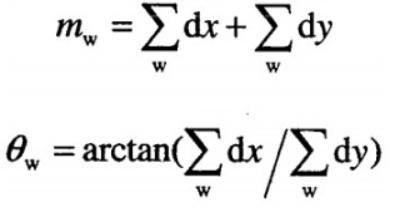 m_w = ∑_w dx + ∑_w dy
θ_w = arctan(∑_w dx / ∑_w dy)